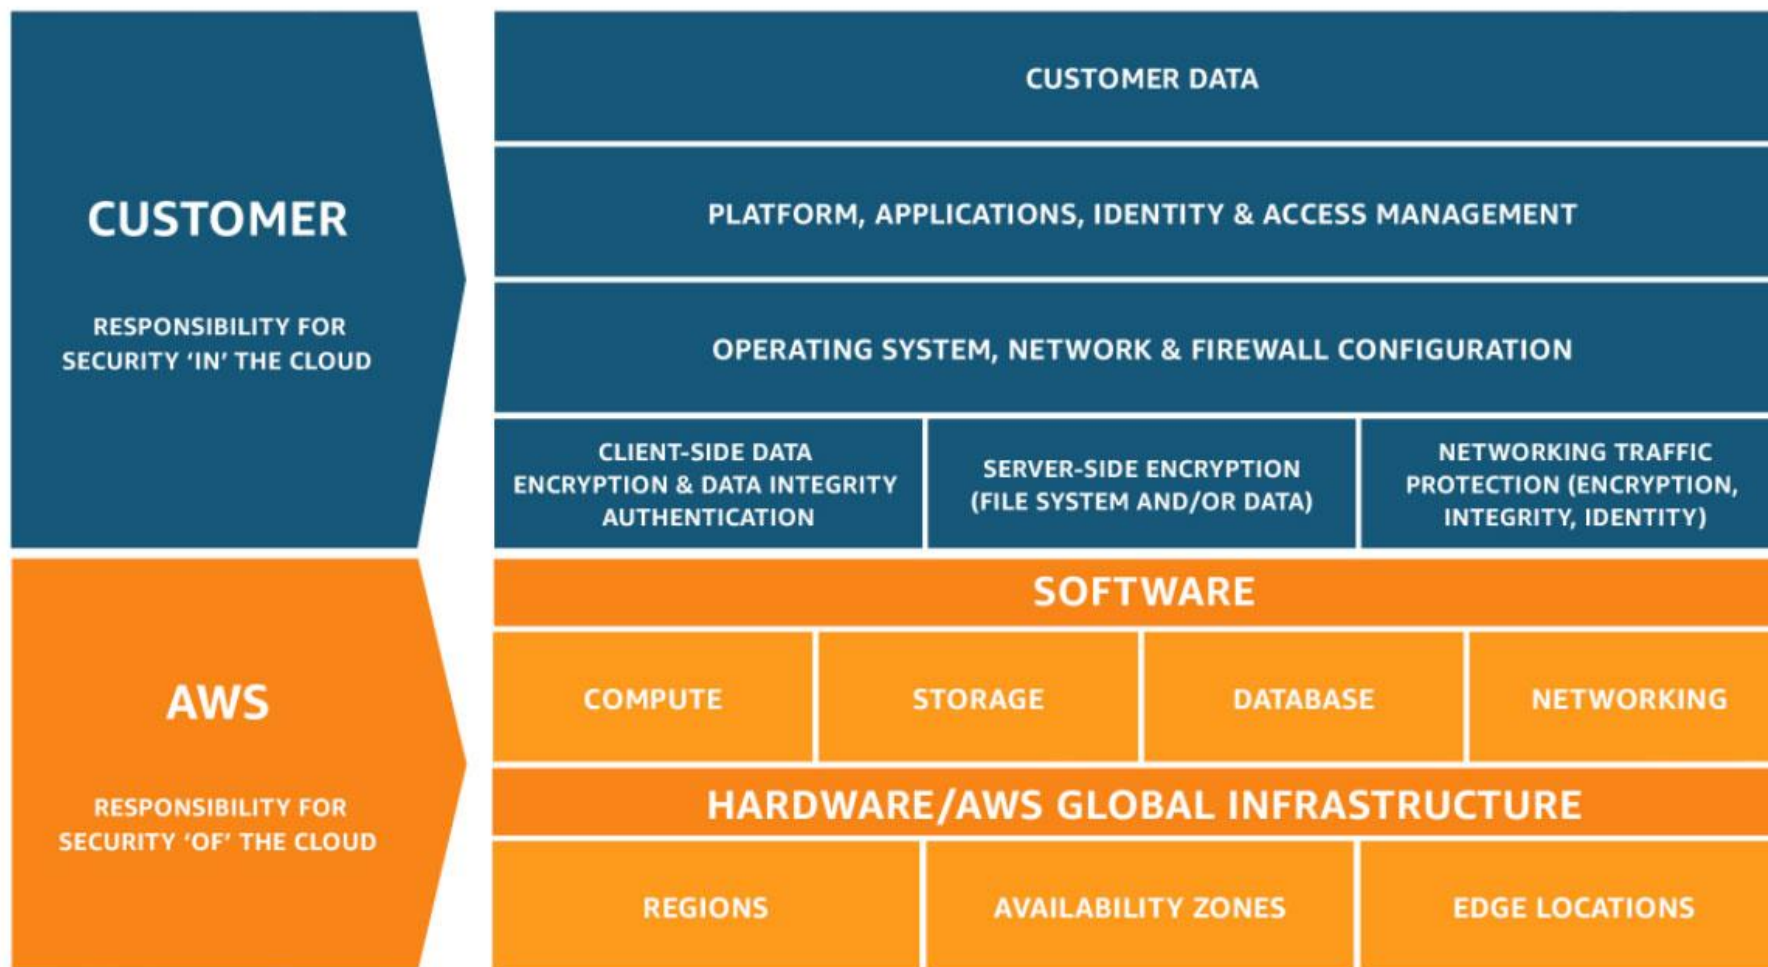 CUSTOMER
RESPONSIBILITY FOR
SECURITY ‘IN’ THE CLOUD
CUSTOMER DATA
PLATFORM, APPLICATIONS, IDENTITY & ACCESS MANAGEMENT
OPERATING SYSTEM, NETWORK & FIREWALL CONFIGURATION
CLIENT-SIDE DATA
ENCRYPTION & DATA INTEGRITY
AUTHENTICATION
SERVER-SIDE ENCRYPTION
(FILE SYSTEM AND/OR DATA)
NETWORKING TRAFFIC
PROTECTION (ENCRYPTION,
INTEGRITY, IDENTITY)
AWS
RESPONSIBILITY FOR
SECURITY ‘OF’ THE CLOUD
SOFTWARE
COMPUTE
STORAGE
DATABASE
NETWORKING
HARDWARE/AWS GLOBAL INFRASTRUCTURE
REGIONS
AVAILABILITY ZONES
EDGE LOCATIONS